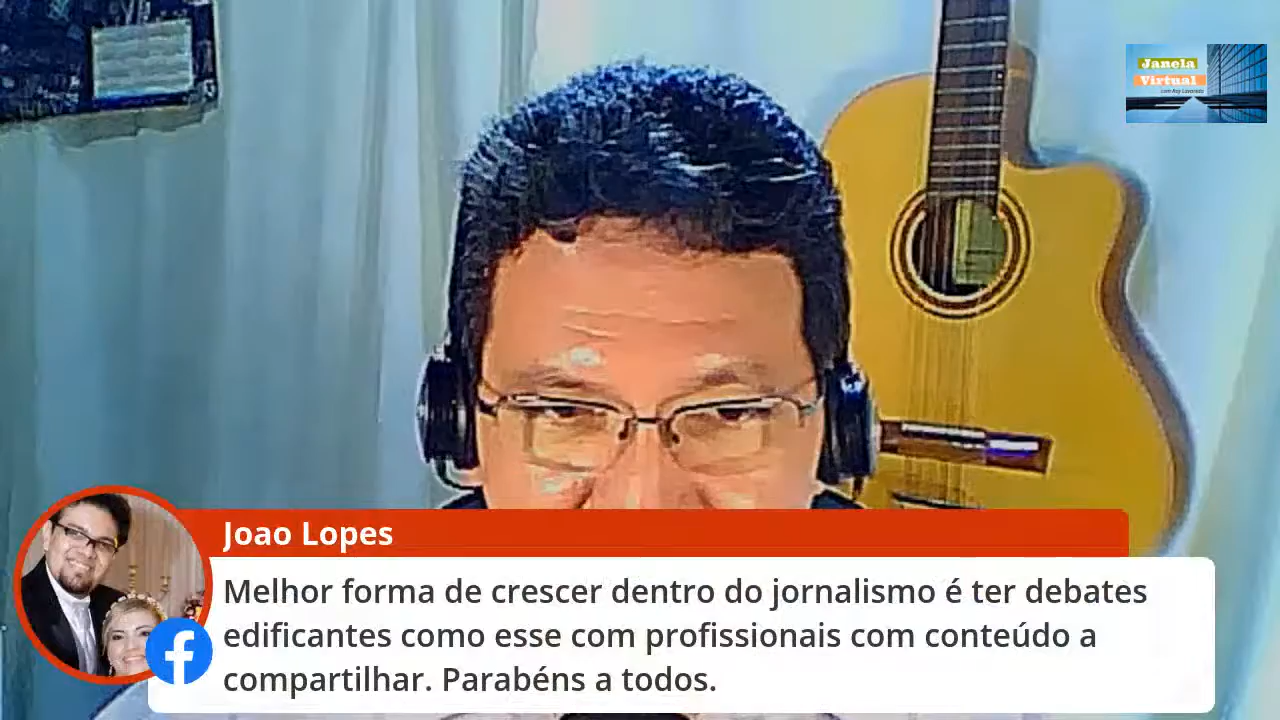 Janela
Virtual
Joao Lopes
Melhor forma de crescer dentro do jornalismo é ter debates
edificantes como esse com profissionais com conteúdo a
compartilhar. Parabéns a todos.